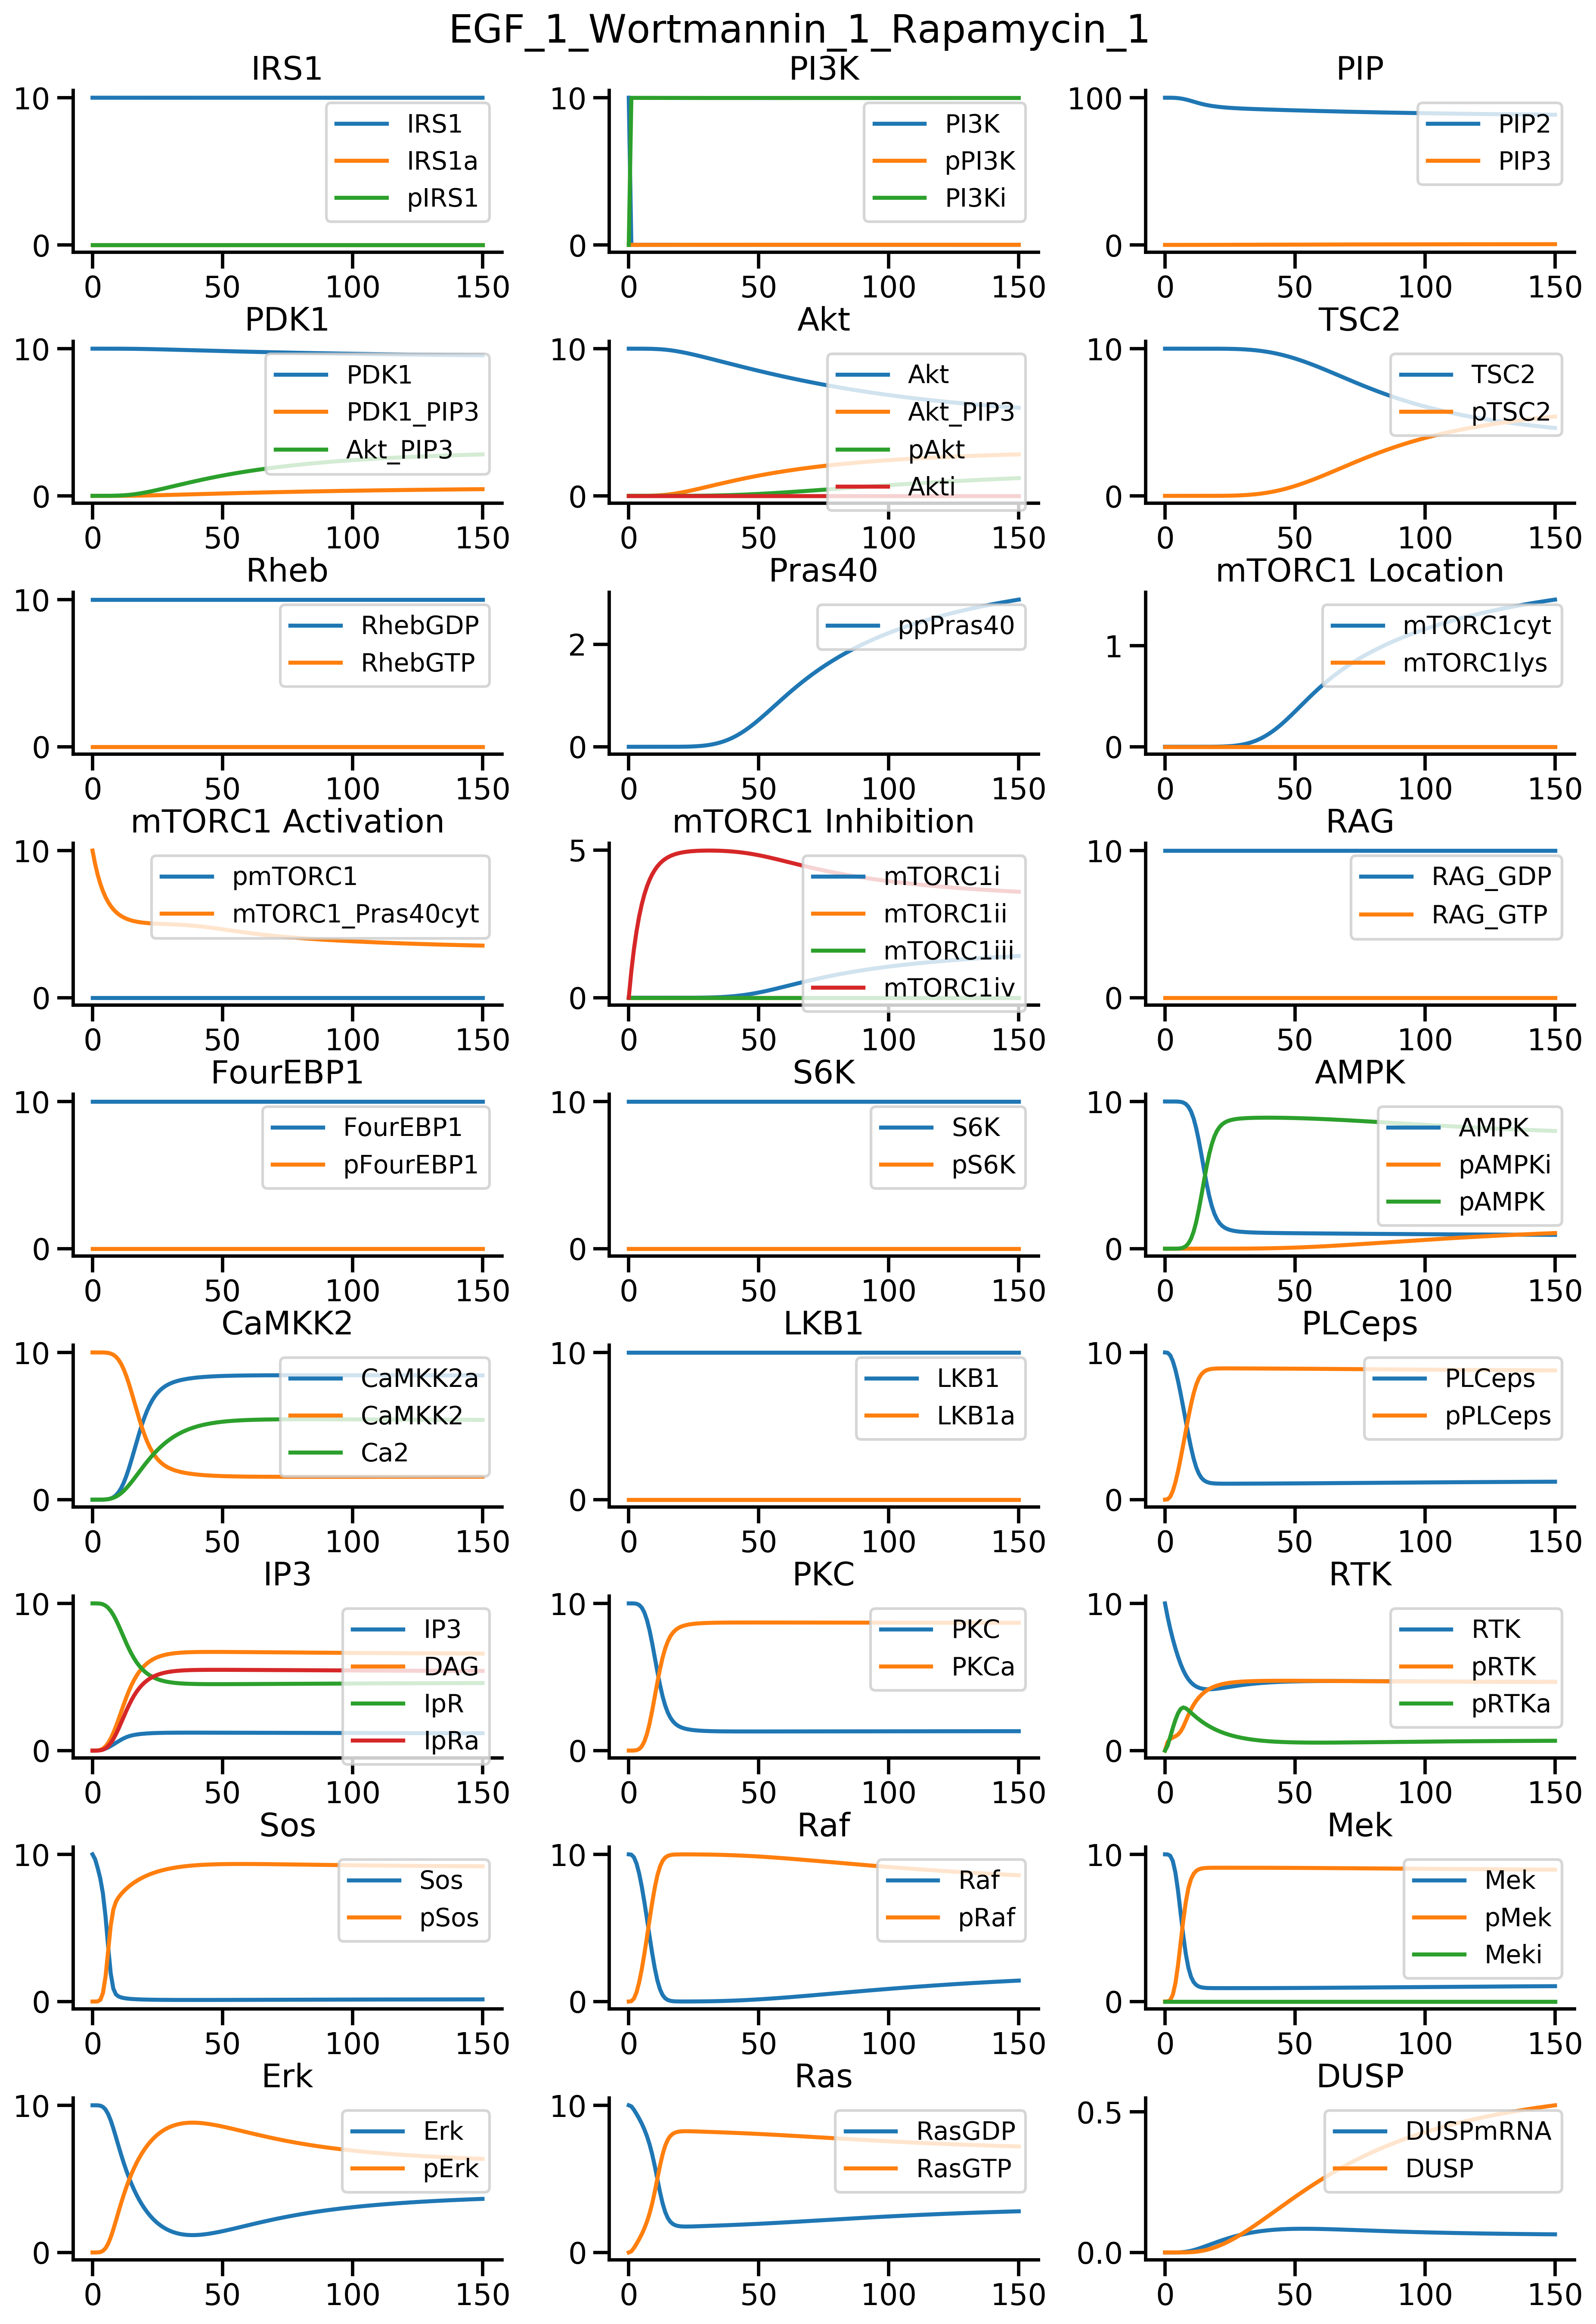 EGF_1_Wortmannin_1_Rapamycin_1
IRS1
10
0
0 50 100 150
IRS1
IRS1a
pIRS1
PI3K
10
0
0 50 100 150
PI3K
pPI3K
PI3Ki
PIP
100
0
0 50 100 150
PIP2
PIP3
PDK1
10
0
0 50 100 150
PDK1
PDK1_PIP3
Akt_PIP3
Akt
10
0
0 50 100 150
Akt
Akt_PIP3
pAkt
Akti
TSC2
10
0
0 50 100 150
TSC2
pTSC2
Rheb
10
0
0 50 100 150
RhebGDP
RhebGTP
Pras40
2
0
0 50 100 150
ppPras40
mTORC1 Location
1
0
0 50 100 150
mTORC1cyt
mTORC1lys
mTORC1 Activation
10
0
0 50 100 150
pmTORC1
mTORC1_Pras40cyt
mTORC1 Inhibition
5
0
0 50 100 150
mTORC1i
mTORC1ii
mTORC1iii
mTORC1iv
RAG
10
0
0 50 100 150
RAG_GDP
RAG_GTP
FourEBP1
10
0
0 50 100 150
FourEBP1
pFourEBP1
S6K
10
0
0 50 100 150
S6K
pS6K
AMPK
10
0
0 50 100 150
AMPK
pAMPKi
pAMPK
CaMKK2
10
0
0 50 100 150
CaMKK2a
CaMKK2
Ca2
LKB1
10
0
0 50 100 150
LKB1
LKB1a
PLCeps
10
0
0 50 100 150
PLCeps
pPLCeps
IP3
10
0
0 50 100 150
IP3
DAG
IpR
IpRa
PKC
10
0
0 50 100 150
PKC
PKCa
RTK
10
0
0 50 100 150
RTK
pRTK
pRTKa
Sos
10
0
0 50 100 150
Sos
pSos
Raf
10
0
0 50 100 150
Raf
pRaf
Mek
10
0
0 50 100 150
Mek
pMek
Meki
Erk
10
0
0 50 100 150
Erk
pErk
Ras
10
0
0 50 100 150
RasGDP
RasGTP
DUSP
0.5
0.0
0 50 100 150
DUSPmRNA
DUSP